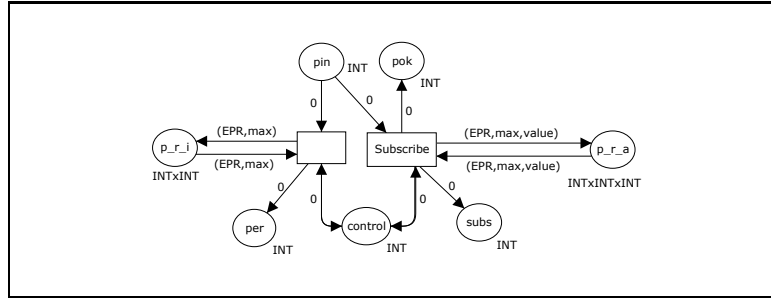 pin
INT
pok
INT
0
0
0
(EPR,max)
(EPR,max,value)
p_r_i
Subscribe
p_r_a
(EPR,max)
(EPR,max,value)
INTxINT
INTxINTxINT
0
0
0
0
per
control
subs
INT
INT
INT